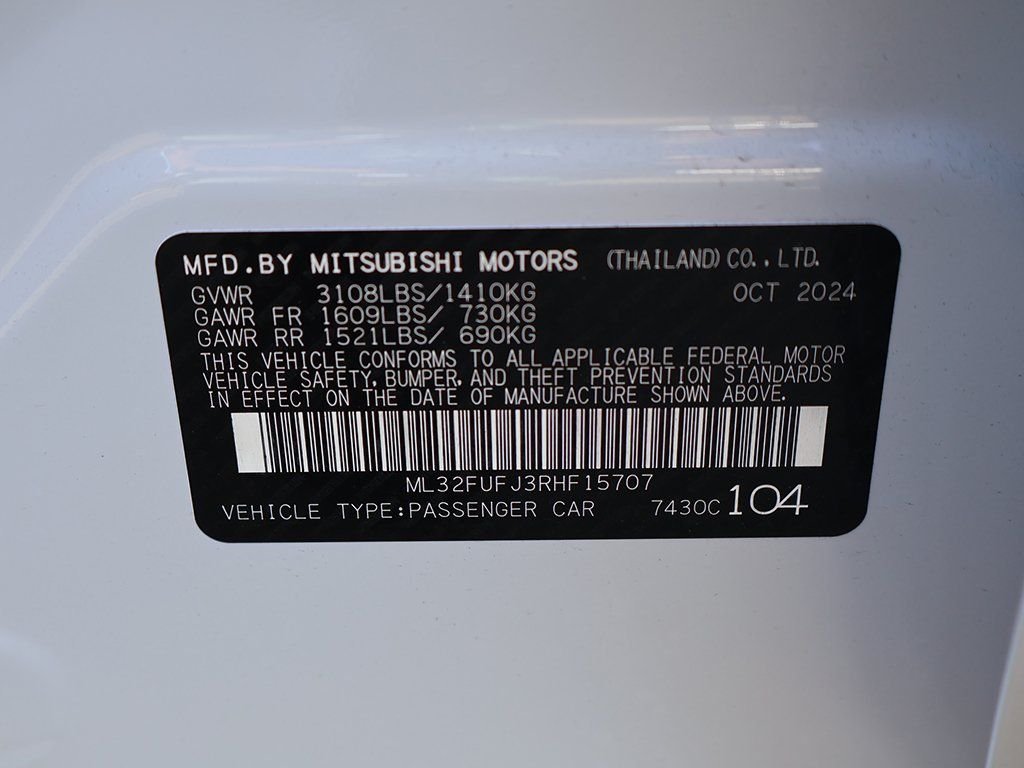 MFD.BY MITSUBISHI MOTORS (THAILAND) CO.,LTD.
GVWR 3108LBS/1410KG OCT 2024
GAWR FR 1609LBS/ 730KG
GAWR RR 1521LBS/ 690KG
THIS VEHICLE CONFORMS TO ALL APPLICABLE FEDERAL MOTOR
VEHICLE SAFETY, BUMPER, AND THEFT PREVENTION STANDARDS
IN EFFECT ON THE DATE OF MANUFACTURE SHOWN ABOVE.
ML32FUFJ3RHF15707
VEHICLE TYPE:PASSENGER CAR 7430C 104